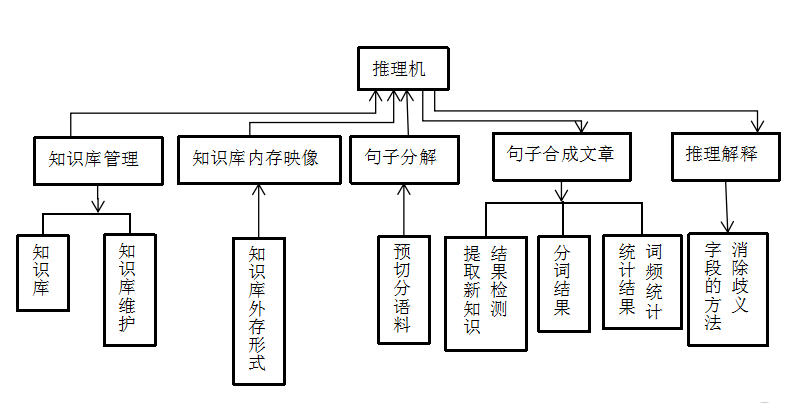 推理机
知识库管理
知识库内存映像
句子分解
句子合成文章
推理解释
知识库
知识库维护
知识库外存形式
预切分语料
结果检测
提取新知识
分词结果
词频统计
统计结果
消除歧义
字段的方法